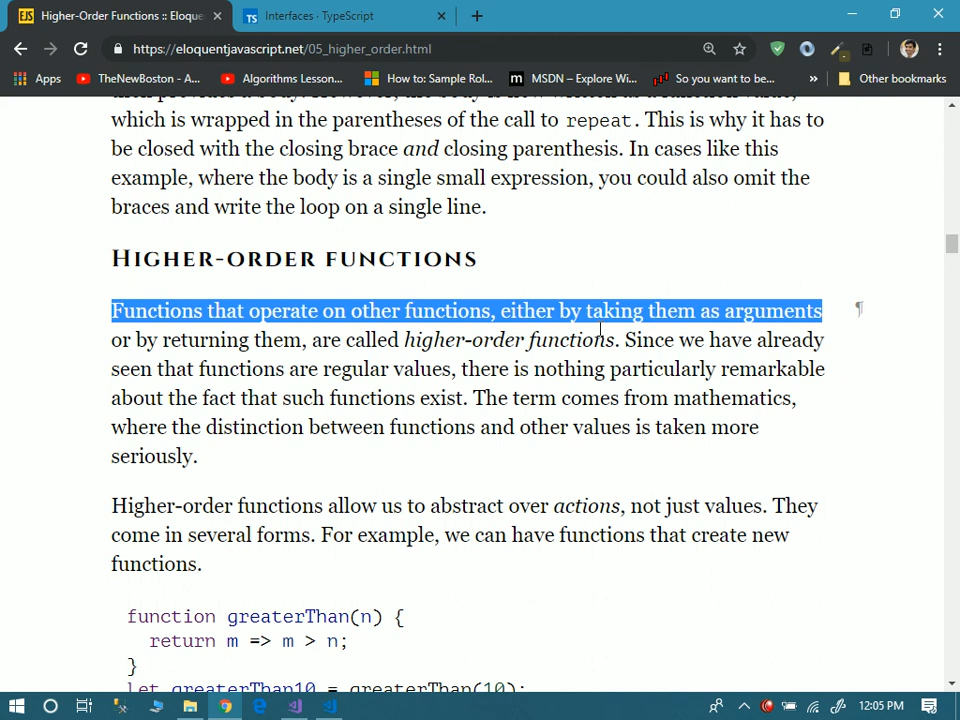 Higher-Order Functions :: Eloque
Interfaces · TypeScript
https://eloquentjavascript.net/05_higher_order.html
Apps
TheNewBoston - A...
Algorithms Lesson...
How to: Sample Rol...
MSDN – Explore Wi...
So you want to be...
»
Other bookmarks
which is wrapped in the parentheses of the call to repeat. This is why it has to
be closed with the closing brace and closing parenthesis. In cases like this
example, where the body is a single small expression, you could also omit the
braces and write the loop on a single line.
Higher-order functions
Functions that operate on other functions, either by taking them as arguments ¶
or by returning them, are called higher-order functions. Since we have already
seen that functions are regular values, there is nothing particularly remarkable
about the fact that such functions exist. The term comes from mathematics,
where the distinction between functions and other values is taken more
seriously.
Higher-order functions allow us to abstract over actions, not just values. They
come in several forms. For example, we can have functions that create new
functions.
function greaterThan(n) {
return m => m > n;
}
let greaterThan10 = greaterThan(10);
12:05 PM